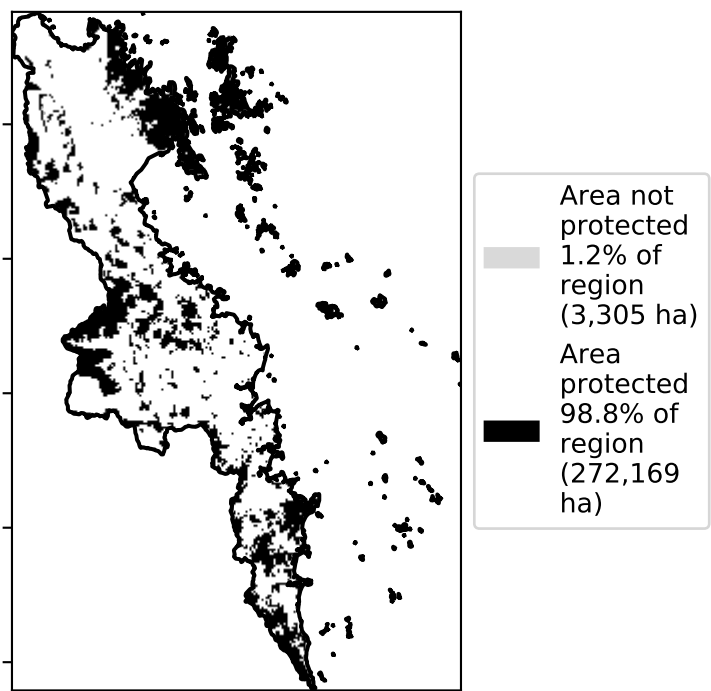 Area not
protected
1.2% of
region
(3,305 ha)
Area
protected
98.8% of
region
(272,169
ha)